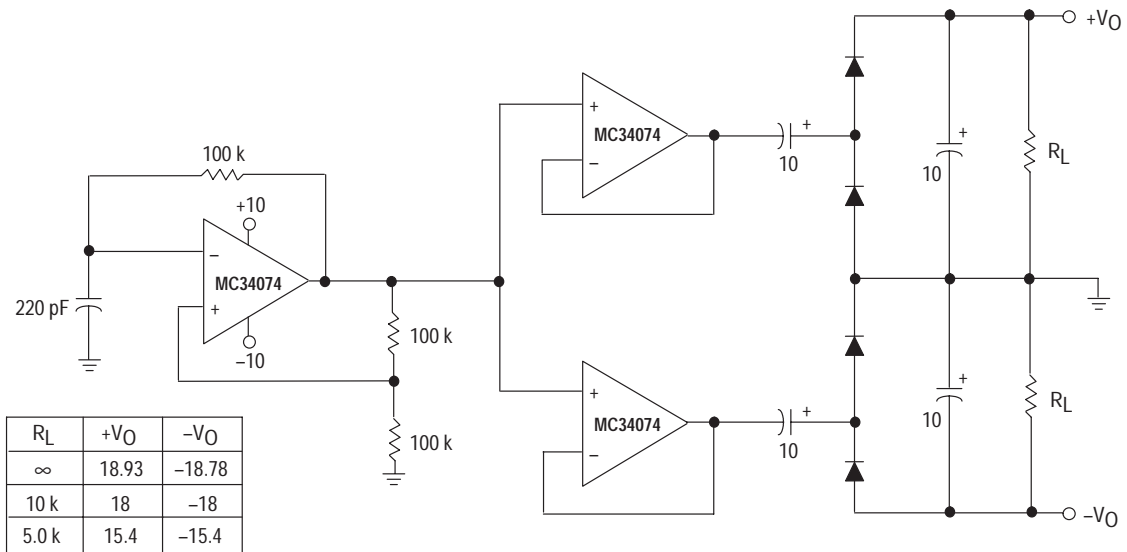 +VO
+
MC34074
−
+
10
+
10
RL
100 k
+10
−
MC34074
+
−10
220 pF
100 k
100 k
+
MC34074
−
+
10
+
10
RL
−VO
RL +VO −VO
∞ 18.93 −18.78
10 k 18 −18
5.0 k 15.4 −15.4